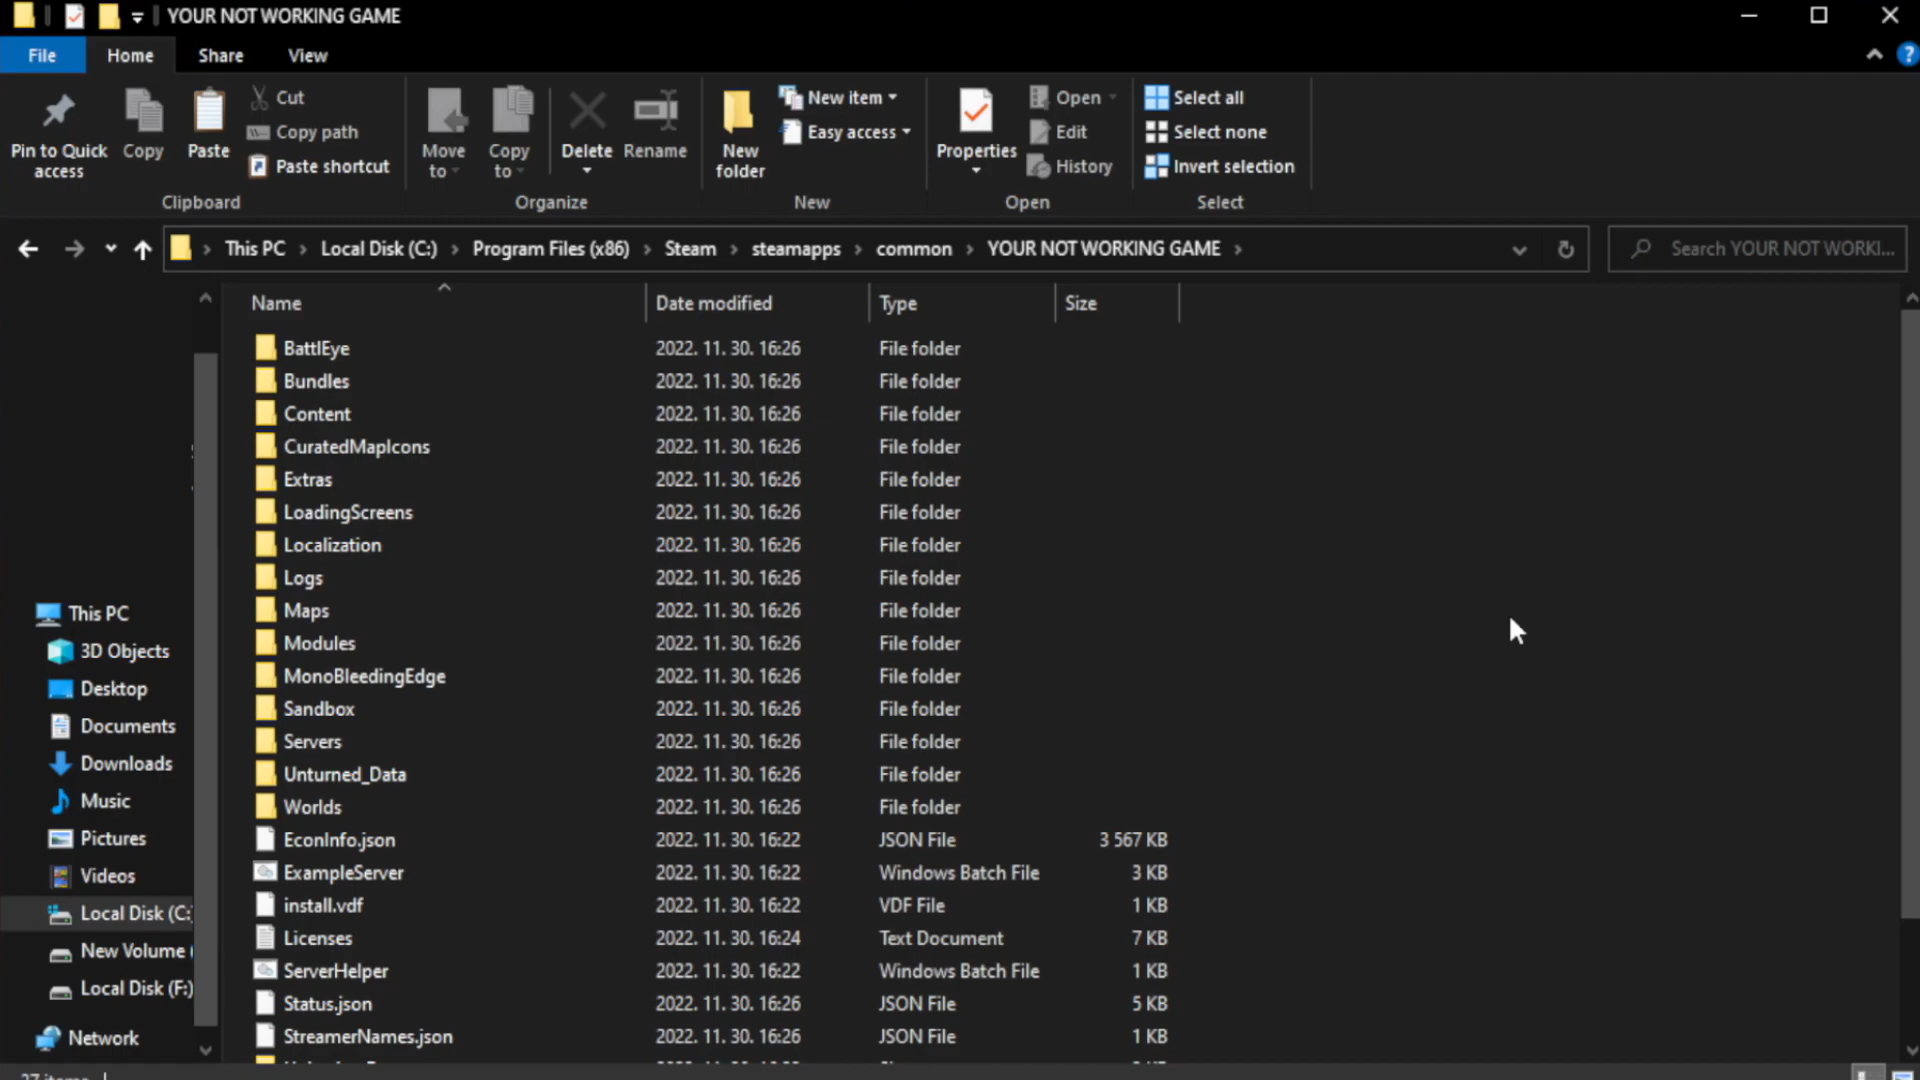 YOUR NOT WORKING GAME
File Home Share View
Pin to Quick access
Copy
Paste
Cut
Copy path
Paste shortcut
Clipboard
Move to
Copy to
Delete
Rename
Organize
New folder
New item
Easy access
New
Properties
Open
Edit
History
Open
Select all
Select none
Invert selection
Select
This PC Local Disk (C:) Program Files (x86) Steam steamapps common YOUR NOT WORKING GAME
Search YOUR NOT WORKI...
This PC
3D Objects
Desktop
Documents
Downloads
Music
Pictures
Videos
Local Disk (C:
New Volume (
Local Disk (F:)
Network
Name Date modified Type Size
BattlEye 2022. 11. 30. 16:26 File folder
Bundles 2022. 11. 30. 16:26 File folder
Content 2022. 11. 30. 16:26 File folder
CuratedMapIcons 2022. 11. 30. 16:26 File folder
Extras 2022. 11. 30. 16:26 File folder
LoadingScreens 2022. 11. 30. 16:26 File folder
Localization 2022. 11. 30. 16:26 File folder
Logs 2022. 11. 30. 16:26 File folder
Maps 2022. 11. 30. 16:26 File folder
Modules 2022. 11. 30. 16:26 File folder
MonoBleedingEdge 2022. 11. 30. 16:26 File folder
Sandbox 2022. 11. 30. 16:26 File folder
Servers 2022. 11. 30. 16:26 File folder
Unturned_Data 2022. 11. 30. 16:26 File folder
Worlds 2022. 11. 30. 16:26 File folder
EconInfo.json 2022. 11. 30. 16:22 JSON File 3 567 KB
ExampleServer 2022. 11. 30. 16:22 Windows Batch File 3 KB
install.vdf 2022. 11. 30. 16:22 VDF File 1 KB
Licenses 2022. 11. 30. 16:24 Text Document 7 KB
ServerHelper 2022. 11. 30. 16:22 Windows Batch File 1 KB
Status.json 2022. 11. 30. 16:26 JSON File 5 KB
StreamerNames.json 2022. 11. 30. 16:26 JSON File 1 KB